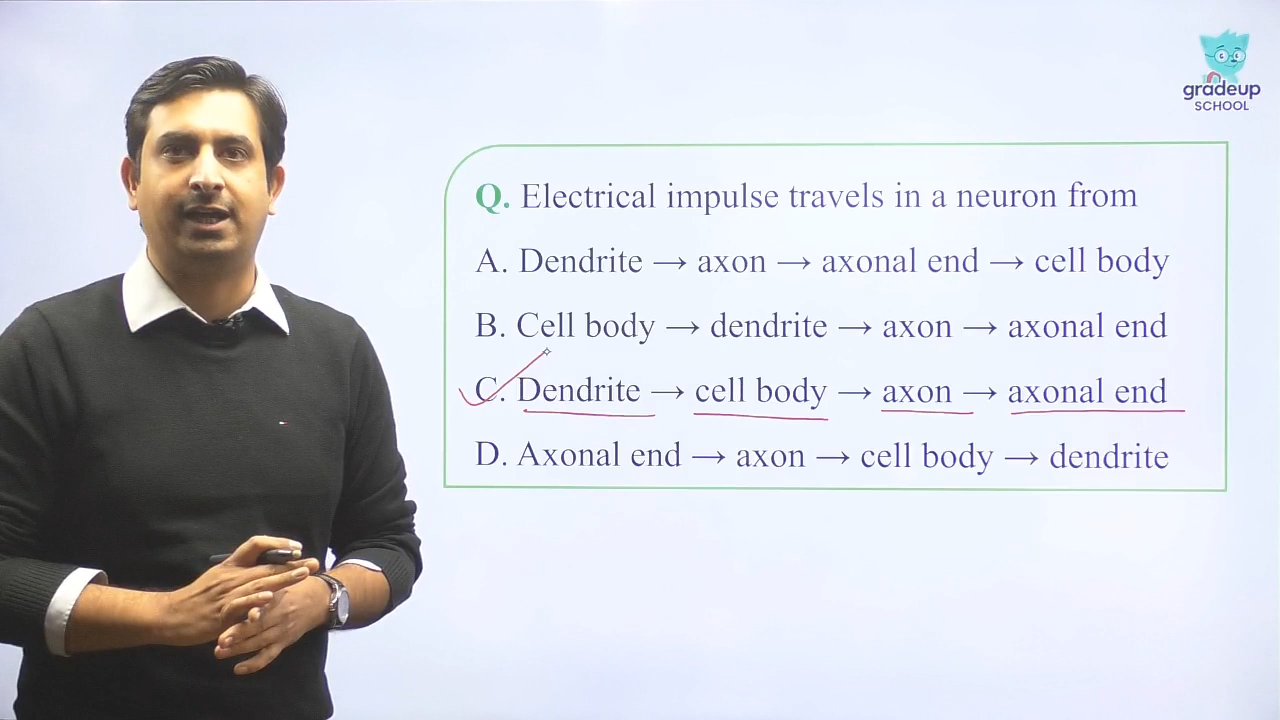 gradeup
SCHOOL
Q. Electrical impulse travels in a neuron from
A. Dendrite → axon → axonal end → cell body
B. Cell body → dendrite → axon → axonal end
C. Dendrite → cell body → axon → axonal end
D. Axonal end → axon → cell body → dendrite